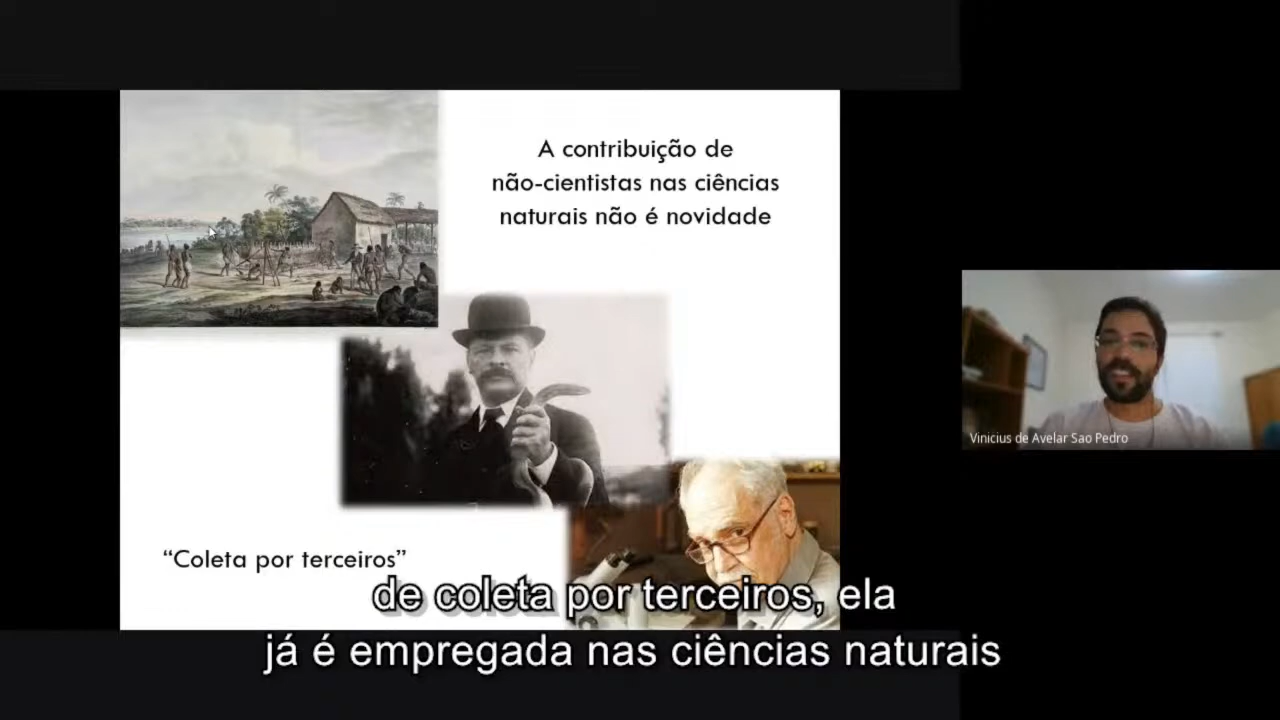 A contribuição de
não-cientistas nas ciências
naturais não é novidade
Vinicius de Avelar Sao Pedro
“Coleta por terceiros”
de coleta por terceiros, ela
já é empregada nas ciências naturais